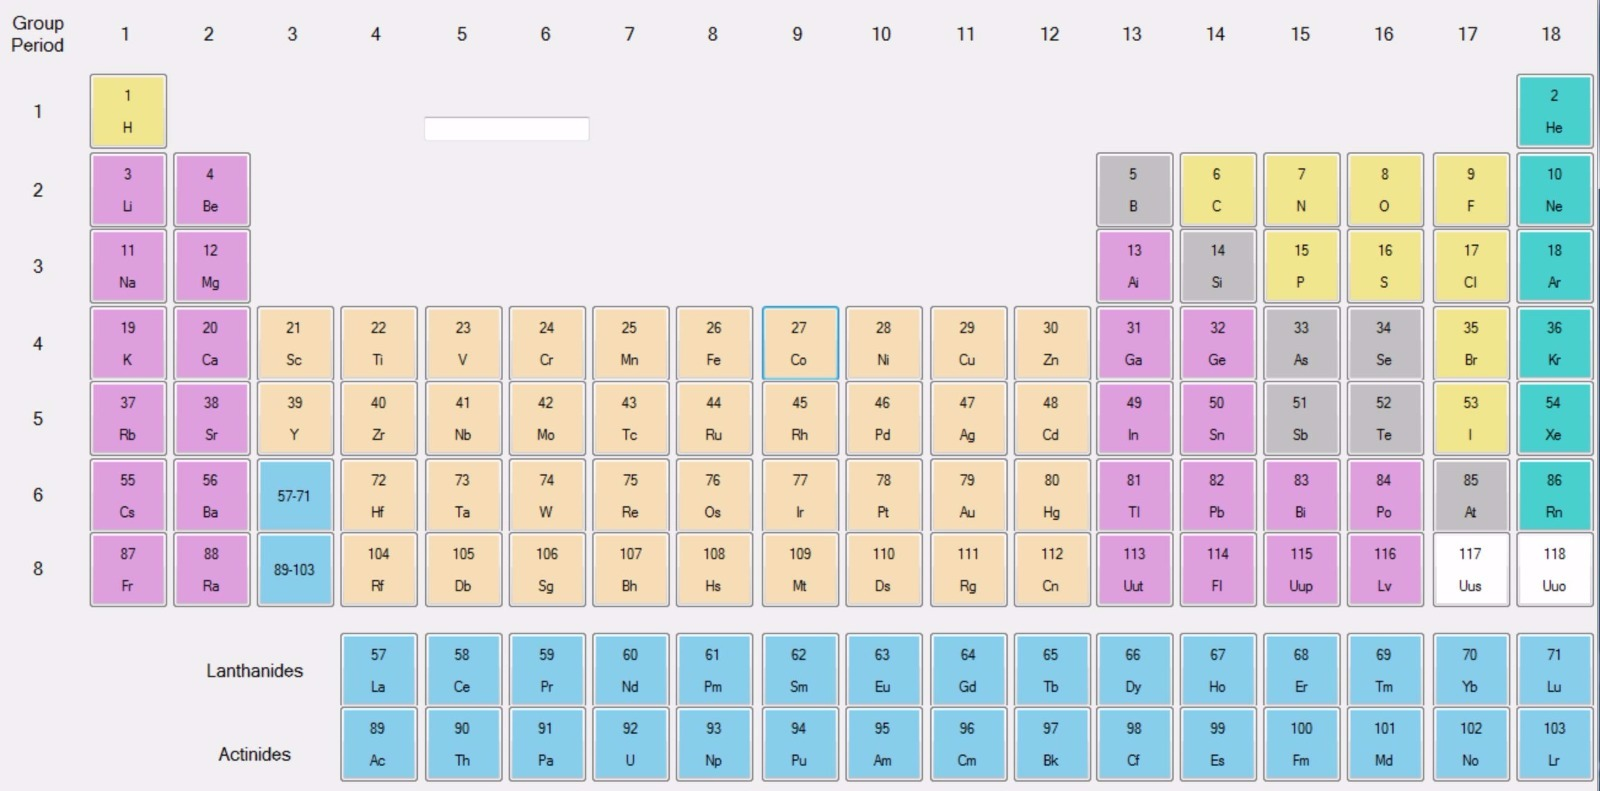 Group
Period 1 2 3 4 5 6 7 8 9 10 11 12 13 14 15 16 17 18
1 1 2
H He
2 3 4 5 6 7 8 9 10
Li Be B C N O F Ne
3 11 12 13 14 15 16 17 18
Na Mg Ai Si P S Cl Ar
4 19 20 21 22 23 24 25 26 27 28 29 30 31 32 33 34 35 36
K Ca Sc Ti V Cr Mn Fe Co Ni Cu Zn Ga Ge As Se Br Kr
5 37 38 39 40 41 42 43 44 45 46 47 48 49 50 51 52 53 54
Rb Sr Y Zr Nb Mo Tc Ru Rh Pd Ag Cd In Sn Sb Te I Xe
6 55 56 57-71 72 73 74 75 76 77 78 79 80 81 82 83 84 85 86
Cs Ba Hf Ta W Re Os Ir Pt Au Hg Tl Pb Bi Po At Rn
8 87 88 89-103 104 105 106 107 108 109 110 111 112 113 114 115 116 117 118
Fr Ra Rf Db Sg Bh Hs Mt Ds Rg Cn Uut Fl Uup Lv Uus Uuo
Lanthanides 57 58 59 60 61 62 63 64 65 66 67 68 69 70 71
La Ce Pr Nd Pm Sm Eu Gd Tb Dy Ho Er Tm Yb Lu
Actinides 89 90 91 92 93 94 95 96 97 98 99 100 101 102 103
Ac Th Pa U Np Pu Am Cm Bk Cf Es Fm Md No Lr